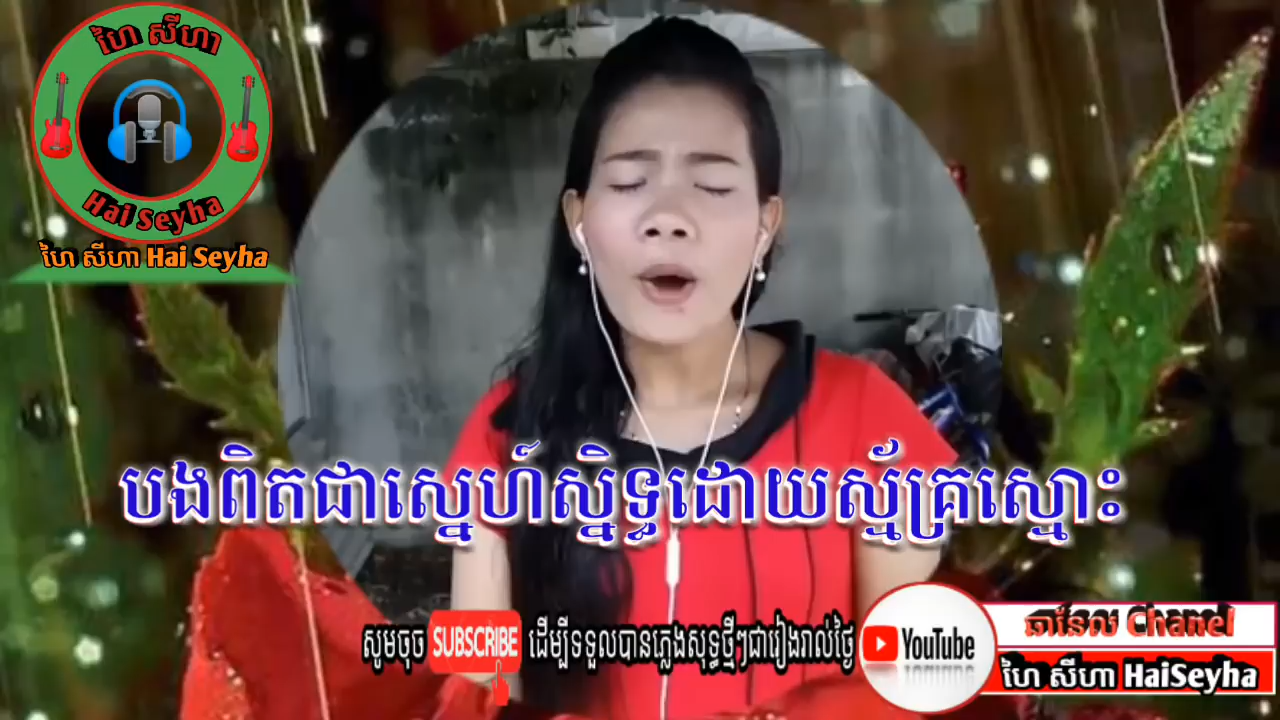 ហៃ សីហា
Hai Seyha
ហៃ សីហា Hai Seyha
បងពិតជាស្នេហ៍ស្និទ្ធដោយស្ម័គ្រស្មោះ
សូមចុច SUBSCRIBE ដើម្បីទទួលបានភ្លេងសុទ្ធថ្មីៗជារៀងរាល់ថ្ងៃ
YouTube
ឆានែល Chanel
ហៃ សីហា HaiSeyha